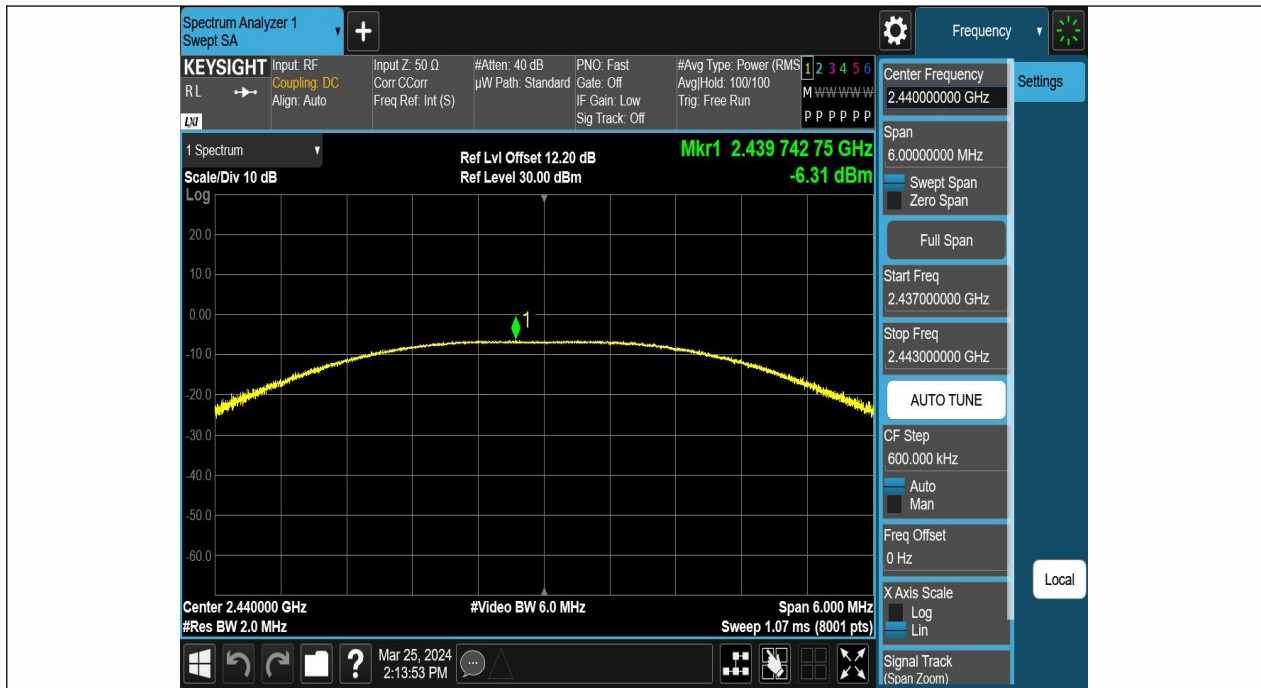 Spectrum Analyzer 1
Swept SA
+
Frequency
KEYSIGHT
RL
LXI
Input: RF
Coupling: DC
Align: Auto
Input Z: 50 Ω
Corr CCorr
Freq Ref: Int (S)
#Atten: 40 dB
µW Path: Standard
PNO: Fast
Gate: Off
IF Gain: Low
Sig Track: Off
#Avg Type: Power (RMS
Avg|Hold: 100/100
Trig: Free Run
1 2 3 4 5 6
M W W W W W
P P P P P P
1 Spectrum
Scale/Div 10 dB
Log
Ref Lvl Offset 12.20 dB
Ref Level 30.00 dBm
Mkr1 2.439 742 75 GHz
-6.31 dBm
20.0
10.0
0.00
-10.0
-20.0
-30.0
-40.0
-50.0
-60.0
1
Center 2.440000 GHz
#Res BW 2.0 MHz
#Video BW 6.0 MHz
Span 6.000 MHz
Sweep 1.07 ms (8001 pts)
?
Mar 25, 2024
2:13:53 PM
Center Frequency
2.440000000 GHz
Span
6.00000000 MHz
Swept Span
Zero Span
Full Span
Start Freq
2.437000000 GHz
Stop Freq
2.443000000 GHz
AUTO TUNE
CF Step
600.000 kHz
Auto
Man
Freq Offset
0 Hz
X Axis Scale
Log
Lin
Signal Track
(Span Zoom)
Settings
Local